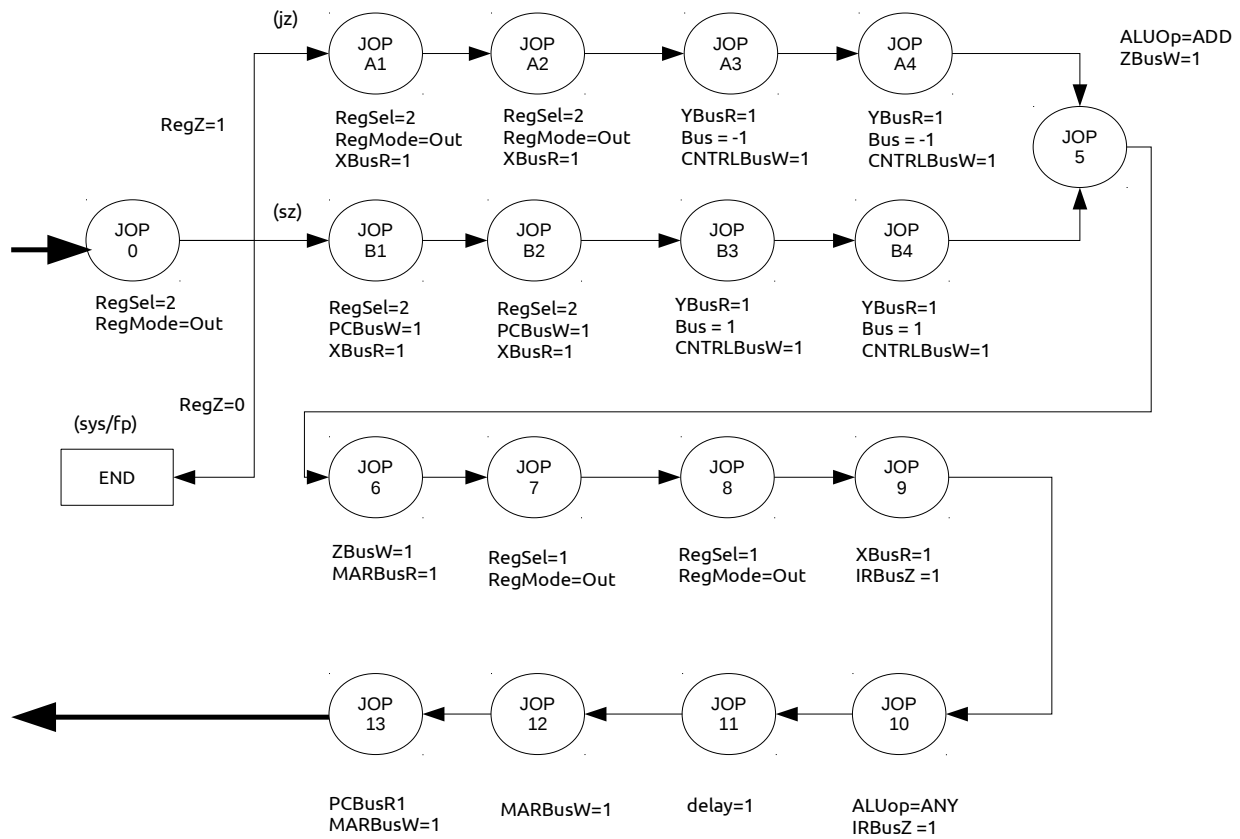 (jz)
JOP
A1
JOP
A2
JOP
A3
JOP
A4
ALUOp=ADD
ZBusW=1
RegZ=1
RegSel=2
RegMode=Out
XBusR=1
RegSel=2
RegMode=Out
XBusR=1
YBusR=1
Bus = -1
CNTRLBusW=1
YBusR=1
Bus = -1
CNTRLBusW=1
JOP
5
JOP
0
(sz)
JOP
B1
JOP
B2
JOP
B3
JOP
B4
RegSel=2
RegMode=Out
RegSel=2
PCBusW=1
XBusR=1
RegSel=2
PCBusW=1
XBusR=1
YBusR=1
Bus = 1
CNTRLBusW=1
YBusR=1
Bus = 1
CNTRLBusW=1
RegZ=0
(sys/fp)
END
JOP
6
JOP
7
JOP
8
JOP
9
ZBusW=1
MARBusR=1
RegSel=1
RegMode=Out
RegSel=1
RegMode=Out
XBusR=1
IRBusZ =1
JOP
13
JOP
12
JOP
11
JOP
10
PCBusR1
MARBusW=1
MARBusW=1
delay=1
ALUop=ANY
IRBusZ =1